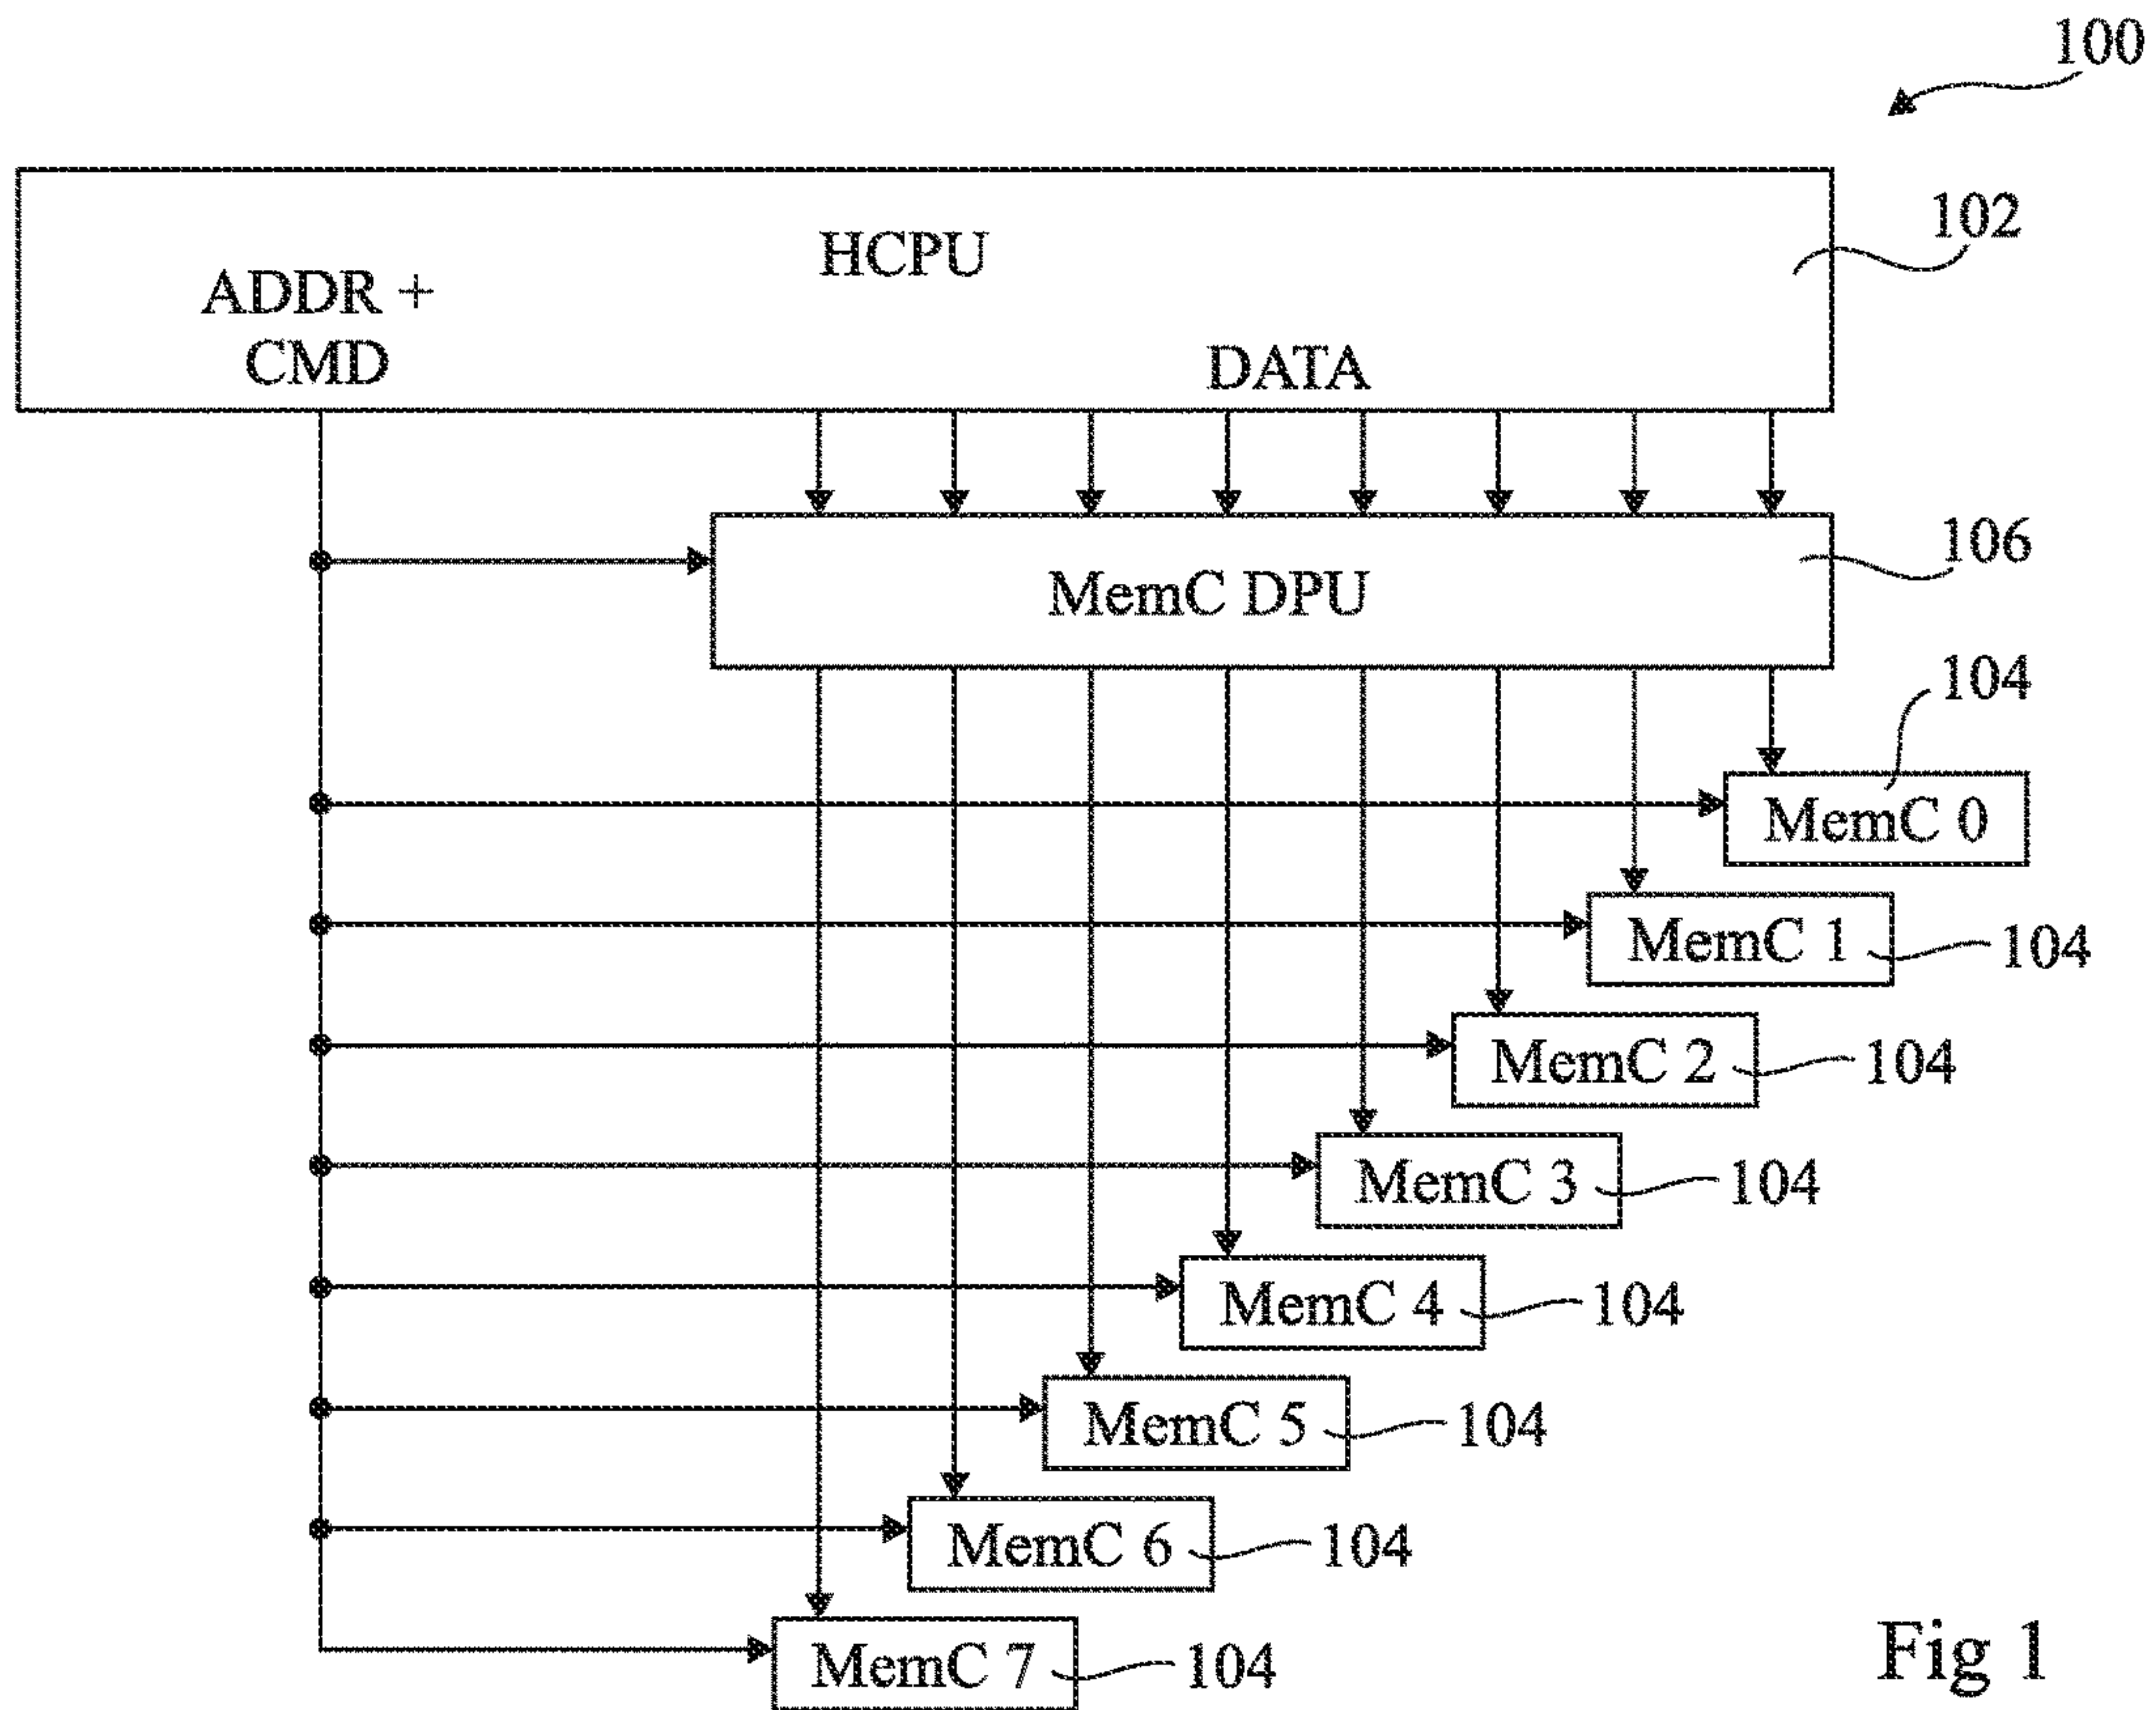 100
102
HCPU
ADDR +
CMD
DATA
106
MemC DPU
104
MemC 0
MemC 1
104
MemC 2
104
MemC 3
104
MemC 4
104
MemC 5
104
MemC 6
104
MemC 7
104
Fig 1